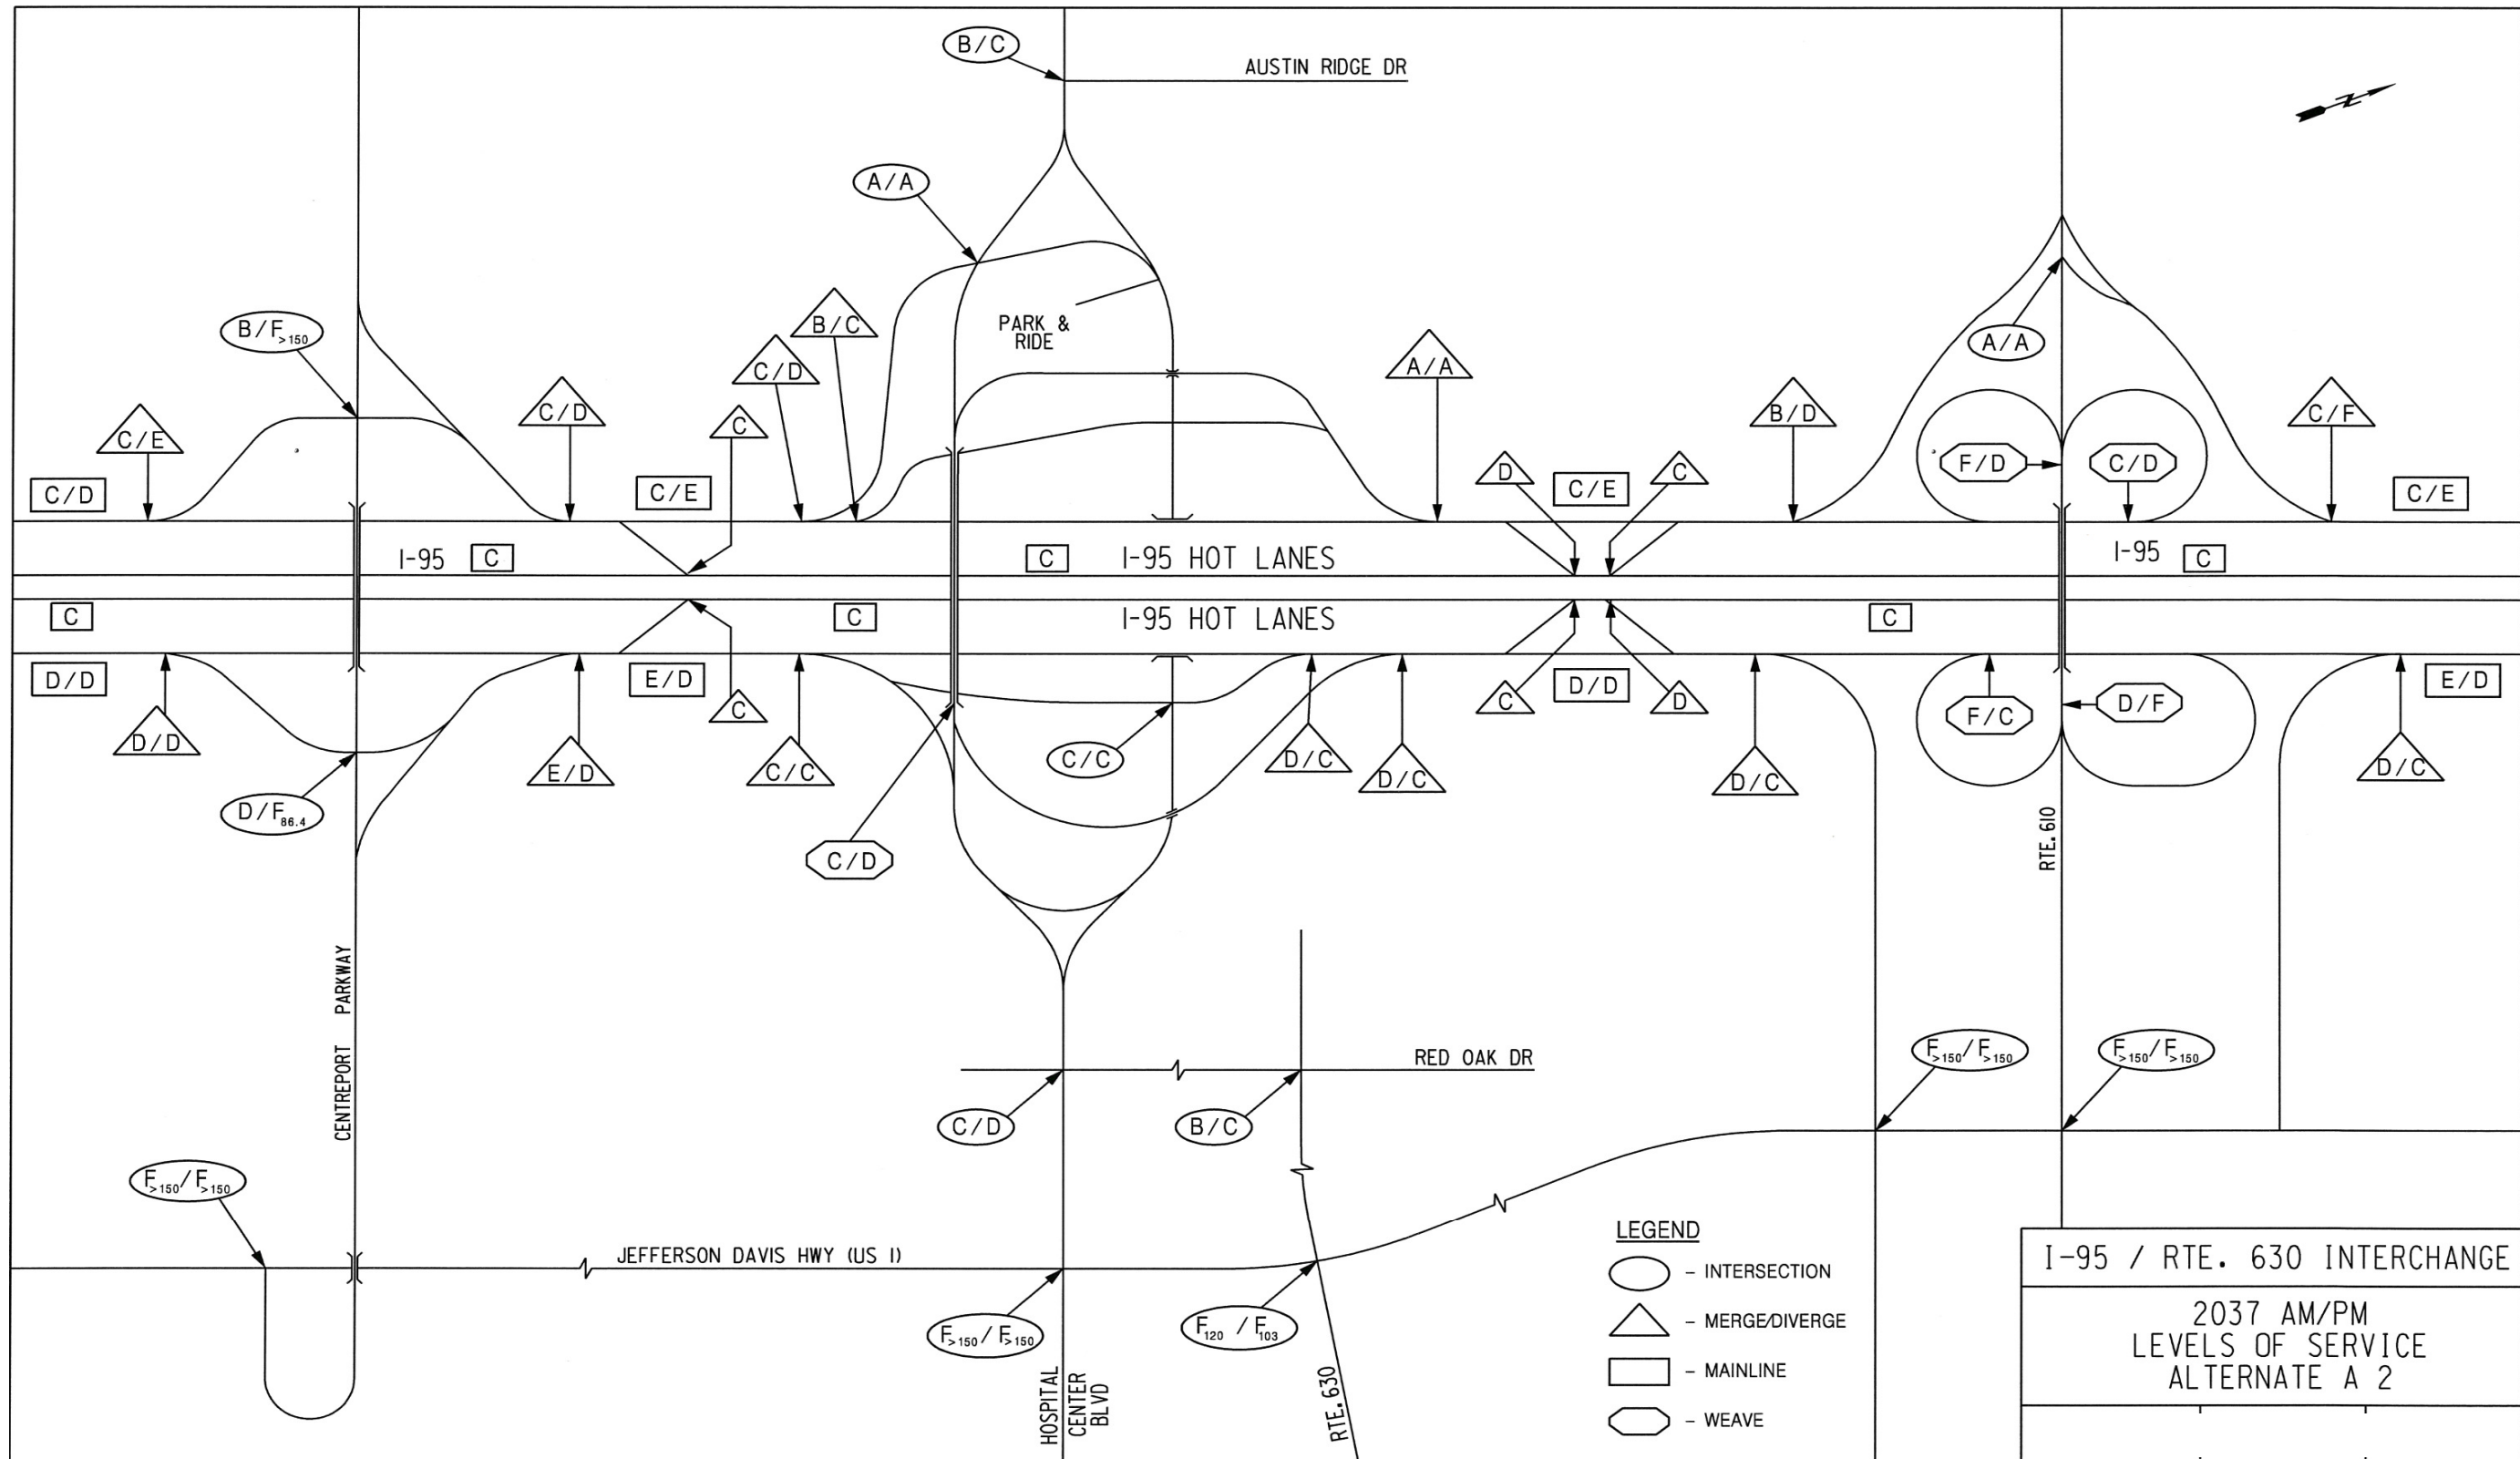 B/C
AUSTIN RIDGE DR
N
A/A
PARK &
RIDE
B/F>150
C/E
C/D
C/D
C/D
B/C
C
C/E
A/A
D
C/E
C
B/D
A/A
F/D
C/D
C/F
C/E
I-95
C
C
I-95 HOT LANES
I-95
C
C
C
I-95 HOT LANES
C
D/D
D/D
D/F86.4
E/D
E/D
C
C/C
C/D
C/C
D/C
D/C
C
D/D
D
D/C
F/C
D/F
D/C
E/D
RTE. 610
CENTREPORT PARKWAY
RED OAK DR
C/D
B/C
F>150/F>150
F>150/F>150
F>150/F>150
JEFFERSON DAVIS HWY (US 1)
F>150/F>150
F120 / F103
HOSPITAL
CENTER
BLVD
RTE. 630
LEGEND
- INTERSECTION
- MERGE/DIVERGE
- MAINLINE
- WEAVE
I-95 / RTE. 630 INTERCHANGE
2037 AM/PM
LEVELS OF SERVICE
ALTERNATE A 2